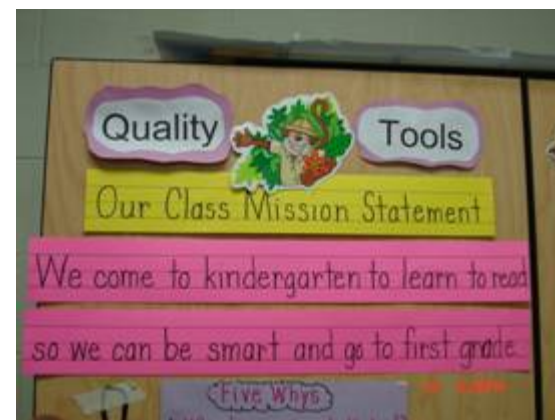 Quality Tools
Our Class Mission Statement
We come to kindergarten to learn to read
so we can be smart and go to first grade.
Five Whys